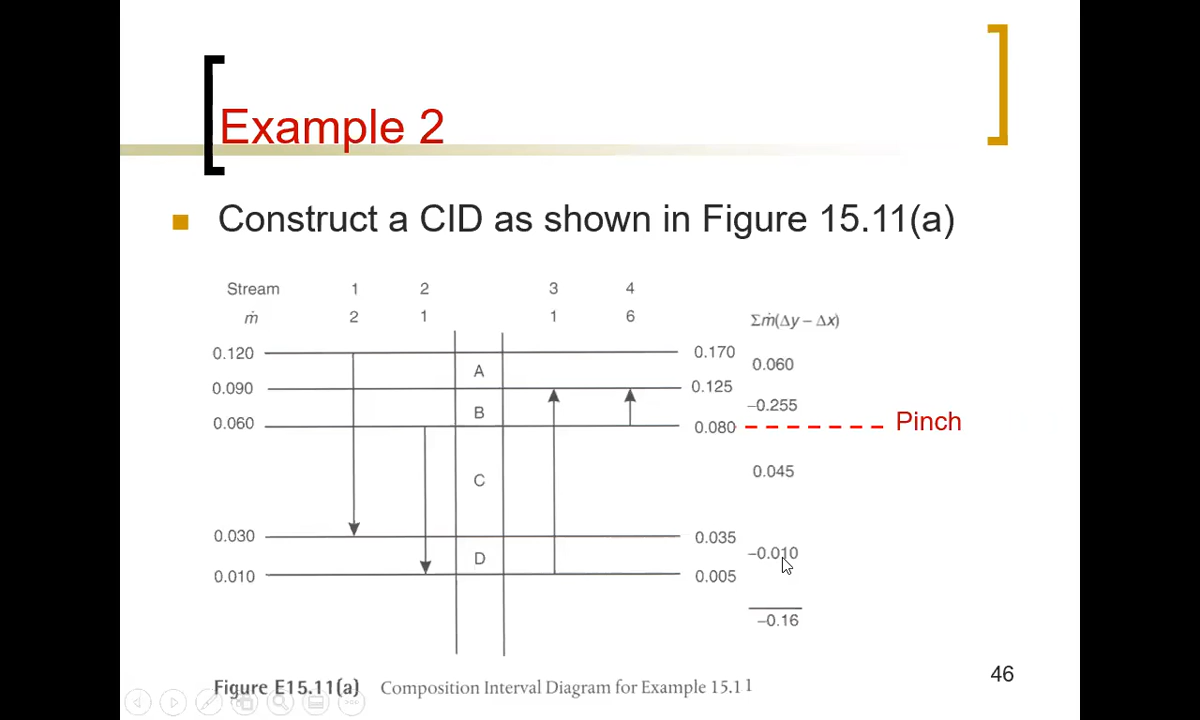 Example 2
Construct a CID as shown in Figure 15.11(a)
Stream 1 2 3 4
ṁ 2 1 1 6 Σṁ(Δy – Δx)
0.120 0.170
A 0.060
0.090 0.125
B –0.255
0.060 0.080 Pinch
C 0.045
0.030 0.035
D –0.010
0.010 0.005
–0.16
Figure E15.11(a) Composition Interval Diagram for Example 15.11
46